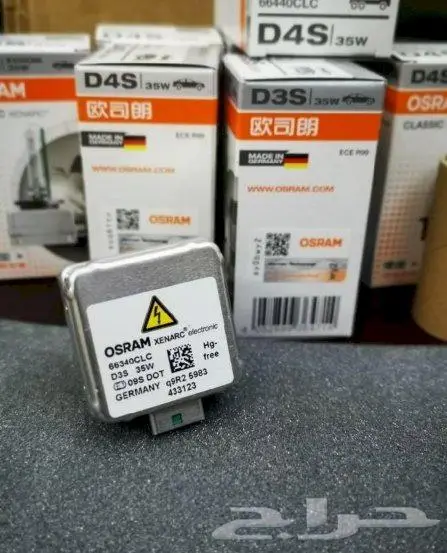 66440CLC
D4S 35W
D4S 35W
欧司朗
MADE IN
GERMANY
ECE R99
WWW.OSRAM.COM
OSRAM
D3S 35W
欧司朗
MADE IN
GERMANY
ECE R99
WWW.OSRAM.COM
OSRAM
XENARC
OSRAM
CLASSIC
OSRAM XENARC® electronic
66340CLC
D3S 35W
09S DOT
GERMANY
Hg-
free
q9R2 5983
433123
حراج